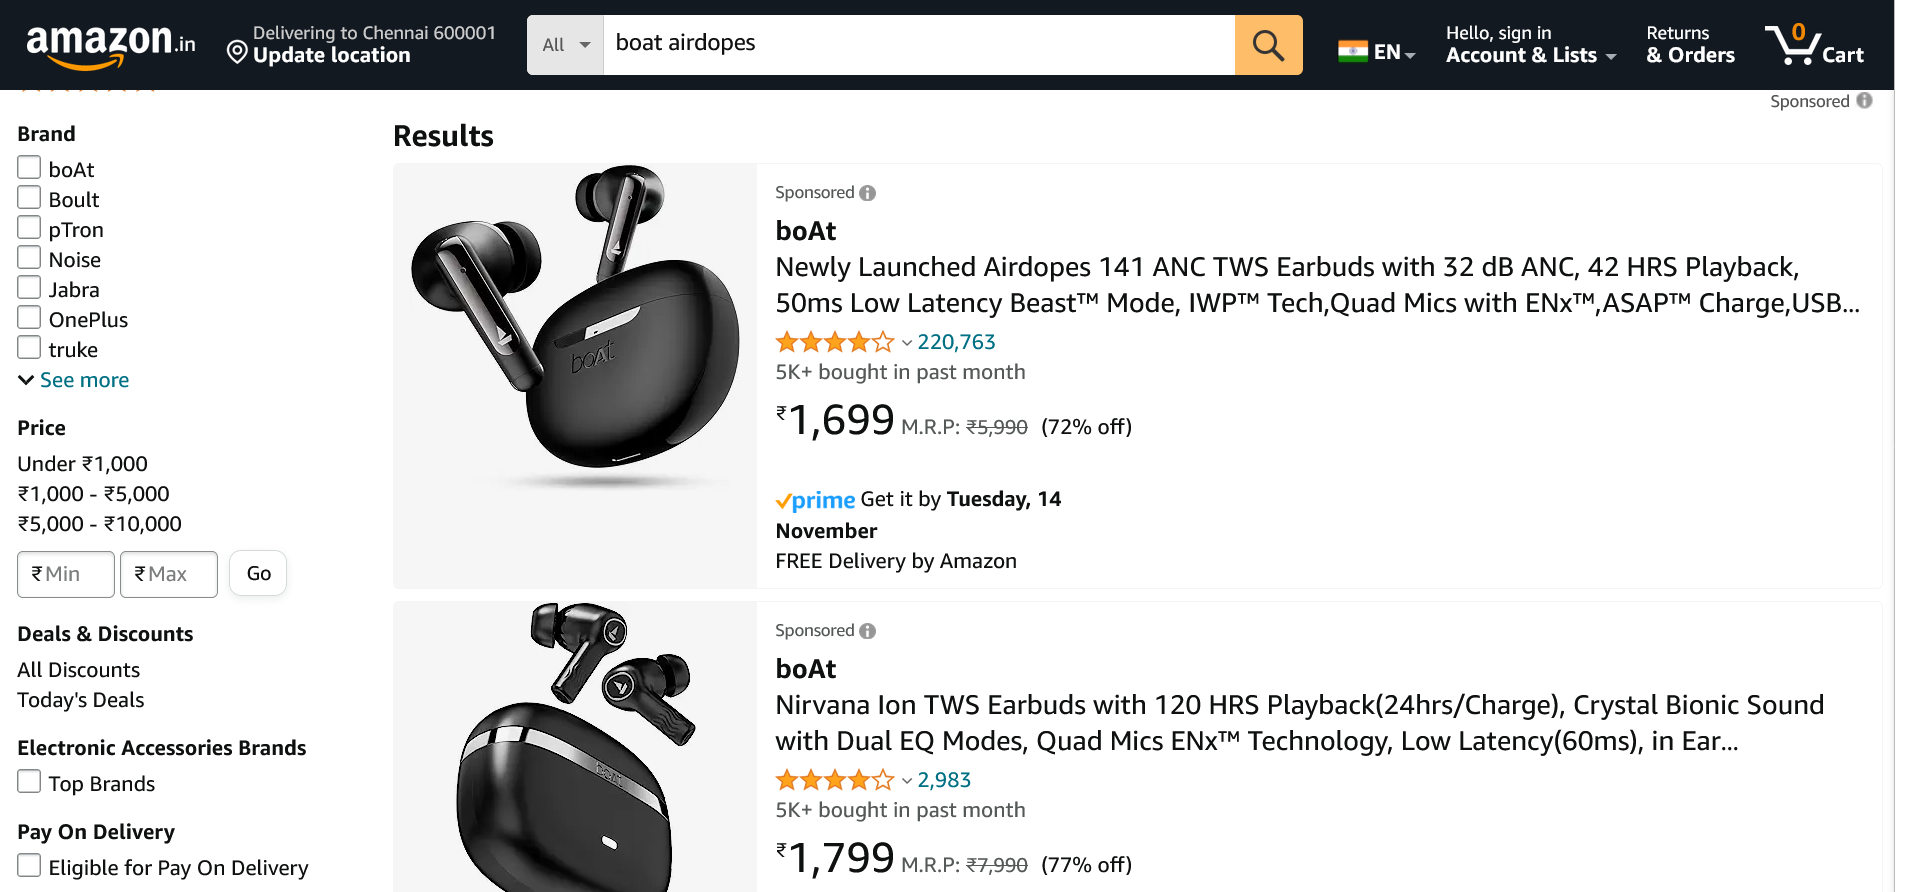 amazon.in
Delivering to Chennai 600001
Update location
All
boat airdopes
EN
Hello, sign in
Account & Lists
Returns
& Orders
0
Cart
Sponsored
Brand
boAt
Boult
pTron
Noise
Jabra
OnePlus
truke
See more
Price
Under ₹1,000
₹1,000 - ₹5,000
₹5,000 - ₹10,000
₹ Min
₹ Max
Go
Deals & Discounts
All Discounts
Today's Deals
Electronic Accessories Brands
Top Brands
Pay On Delivery
Eligible for Pay On Delivery
Results
boAt
Sponsored
boAt
Newly Launched Airdopes 141 ANC TWS Earbuds with 32 dB ANC, 42 HRS Playback,
50ms Low Latency Beast™ Mode, IWP™ Tech,Quad Mics with ENx™,ASAP™ Charge,USB...
220,763
5K+ bought in past month
₹1,699 M.R.P: ₹5,990 (72% off)
prime Get it by Tuesday, 14
November
FREE Delivery by Amazon
boAt
Sponsored
boAt
Nirvana Ion TWS Earbuds with 120 HRS Playback(24hrs/Charge), Crystal Bionic Sound
with Dual EQ Modes, Quad Mics ENx™ Technology, Low Latency(60ms), in Ear...
2,983
5K+ bought in past month
₹1,799 M.R.P: ₹7,990 (77% off)